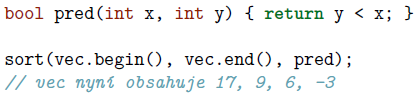 bool pred(int x, int y) { return y < x; }
sort(vec.begin(), vec.end(), pred);
// vec nyní obsahuje 17, 9, 6, -3